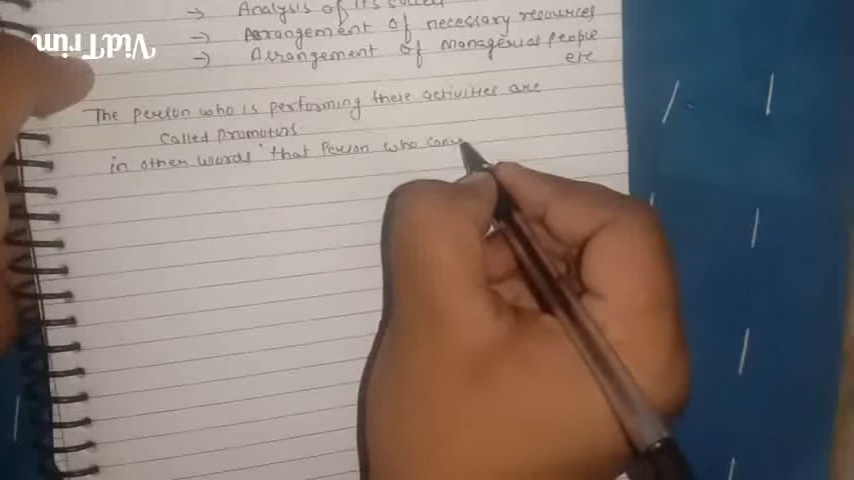 → Analysis of its
→ Arrangement of necessary resources
→ Arrangement of managerial people
etc
The person who is performing these activities are
called promoters.
in other words 'that person who
VidTrim